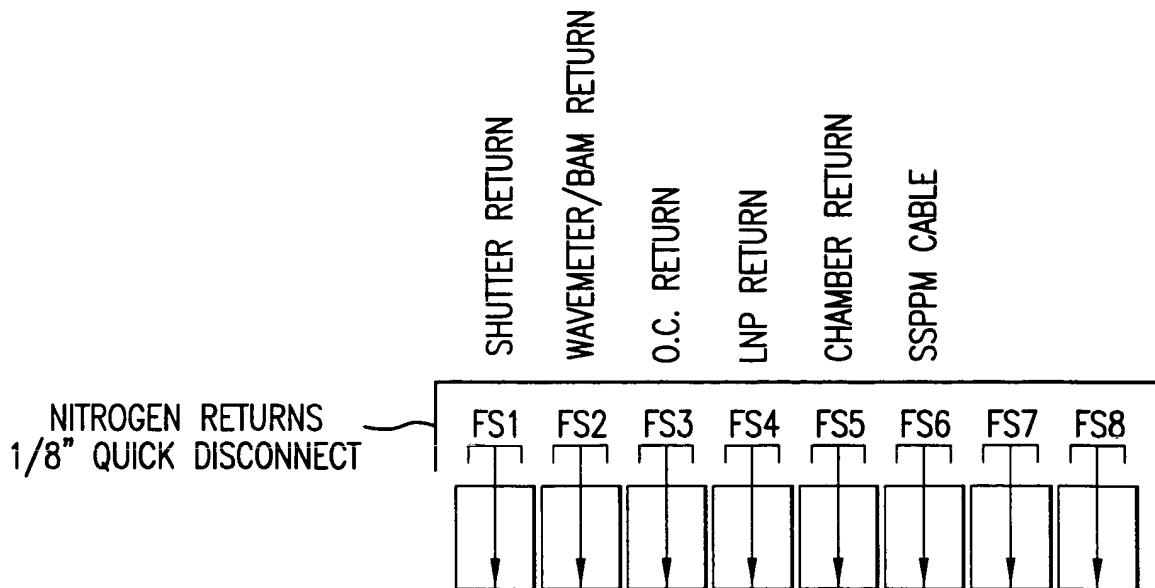 SHUTTER RETURN
WAVEMETER/BAM RETURN
O.C. RETURN
LNP RETURN
CHAMBER RETURN
SSPPM CABLE
NITROGEN RETURNS
1/8" QUICK DISCONNECT
FS1 FS2 FS3 FS4 FS5 FS6 FS7 FS8